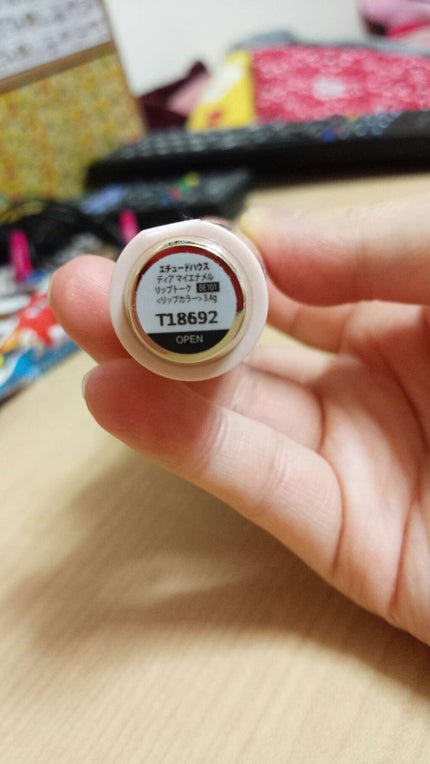 エチュードハウス
ディア マイエナメル
リップトーク BE101
<リップカラー> 3.4g
T18692
OPEN